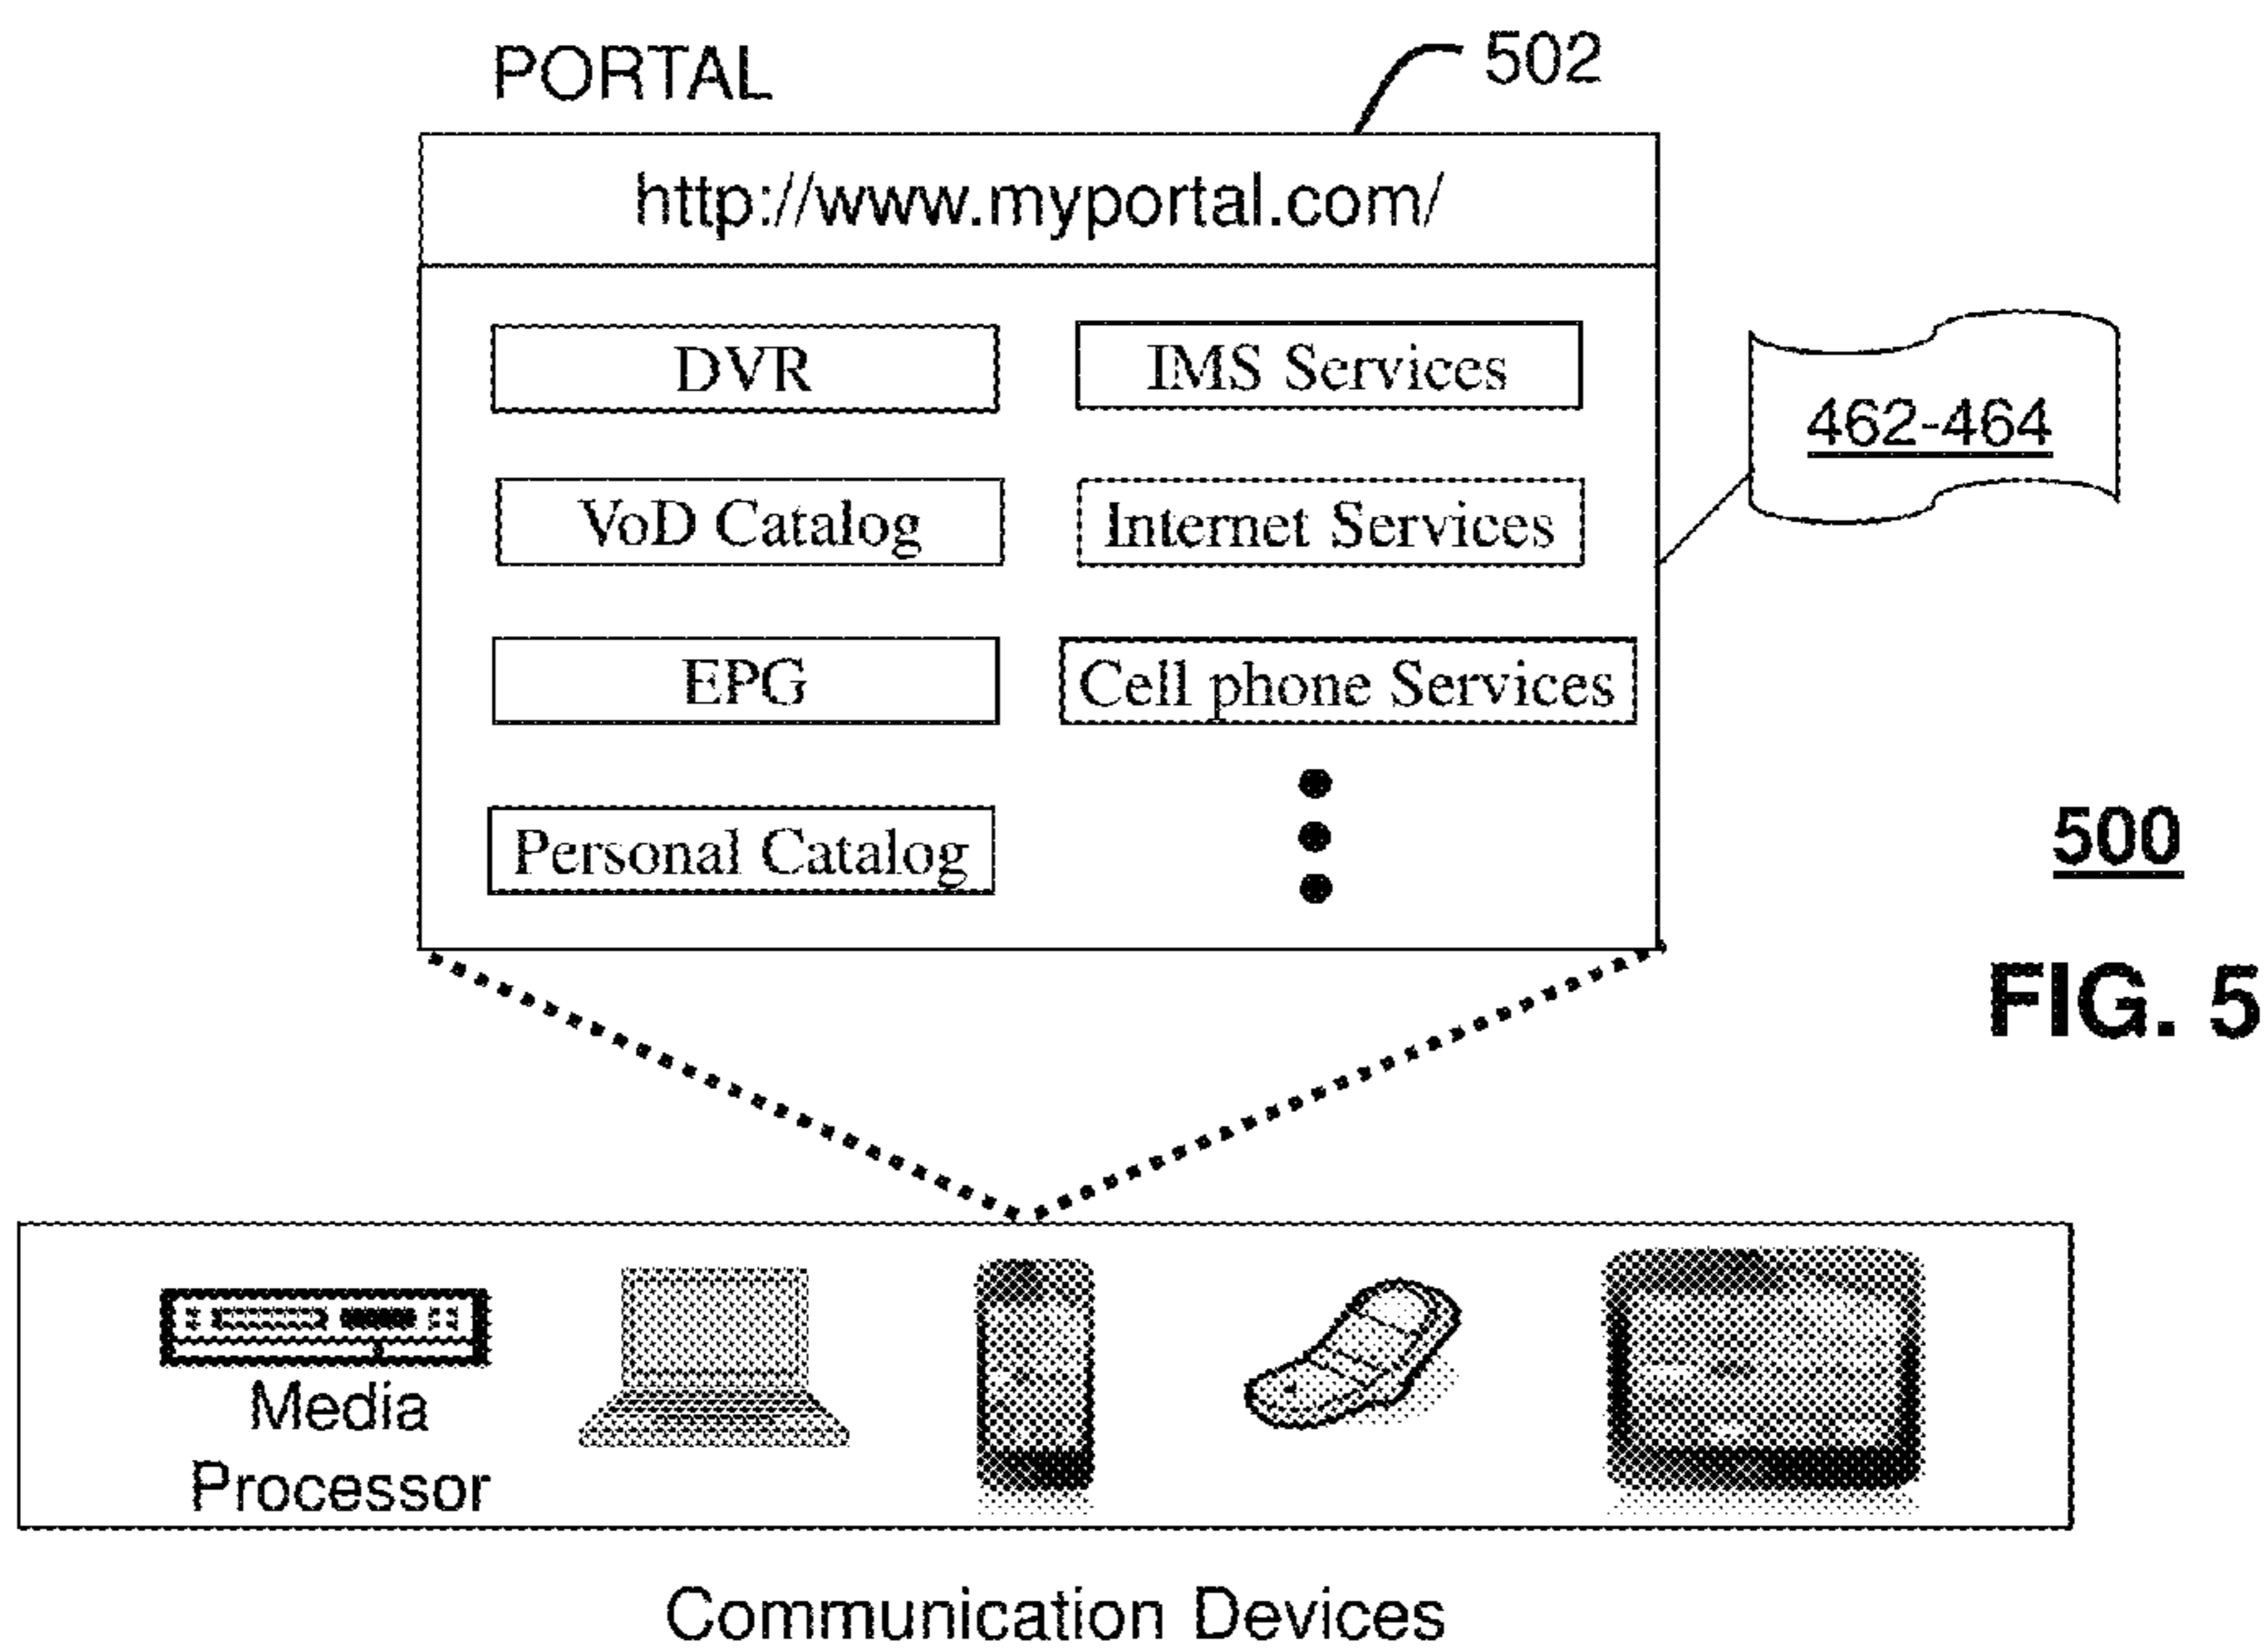 PORTAL
502
http://www.myportal.com/
DVR
IMS Services
462-464
VoD Catalog
Internet Services
EPG
Cell phone Services
Personal Catalog
500
FIG. 5
Media
Processor
Communication Devices